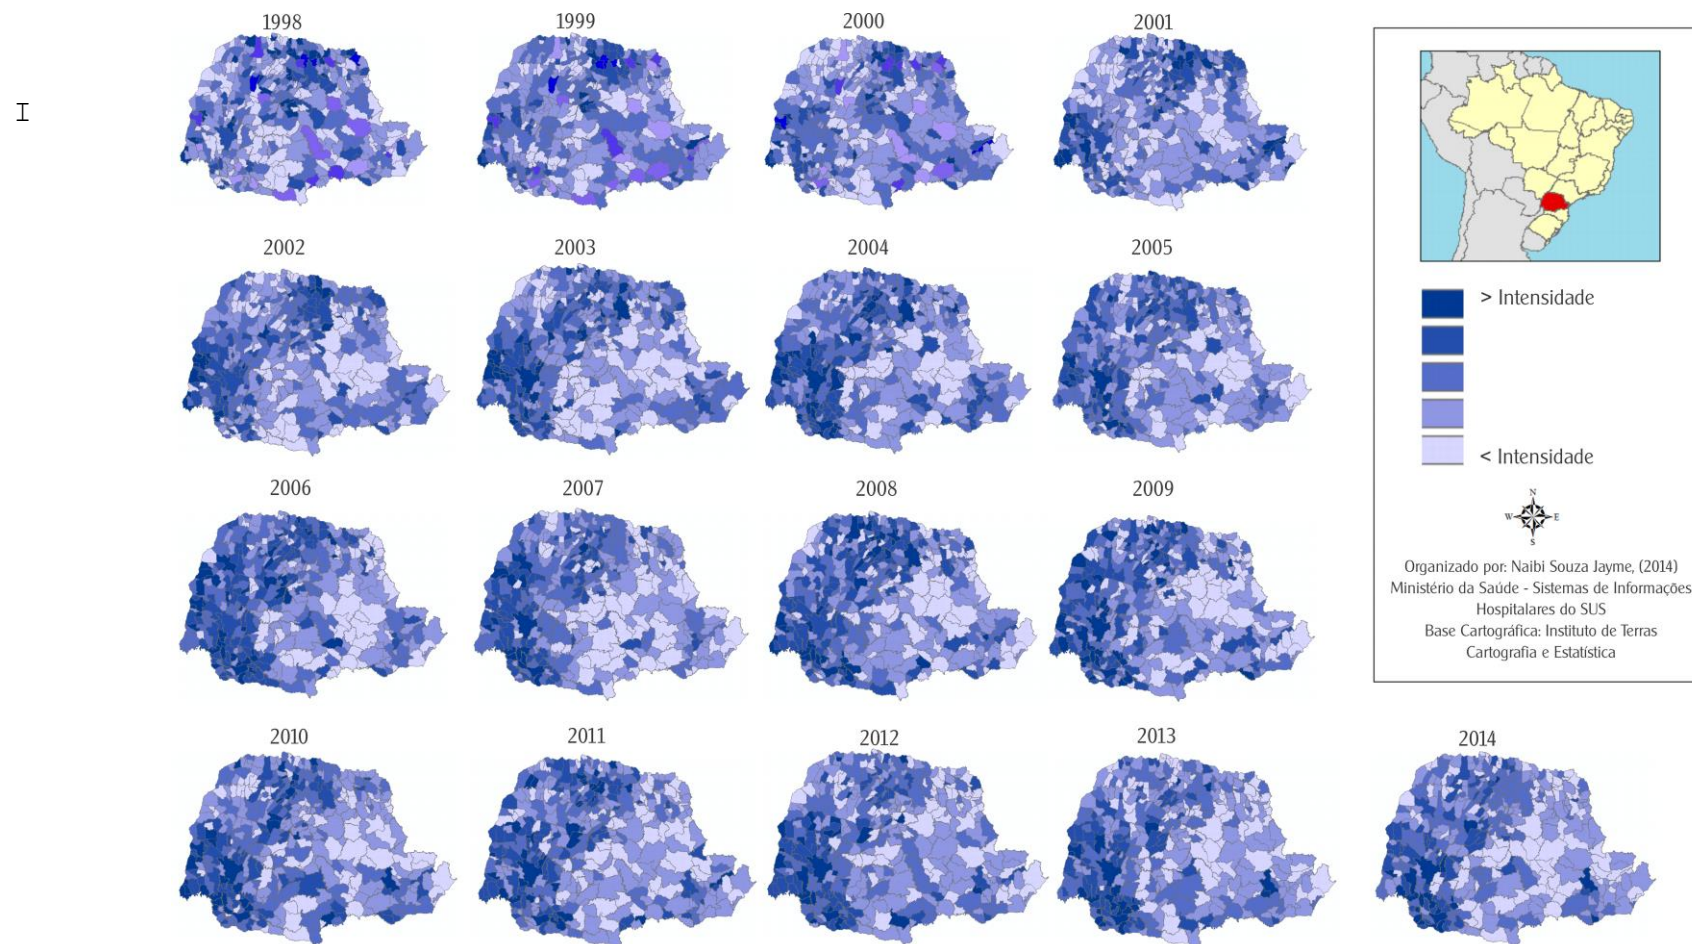 I
1998
1999
2000
2001
2002
2003
2004
2005
2006
2007
2008
2009
2010
2011
2012
2013
2014
> Intensidade
< Intensidade
N
W E
S
Organizado por: Naibi Souza Jayme, (2014)
Ministério da Saúde - Sistemas de Informações
Hospitalares do SUS
Base Cartográfica: Instituto de Terras
Cartografia e Estatística